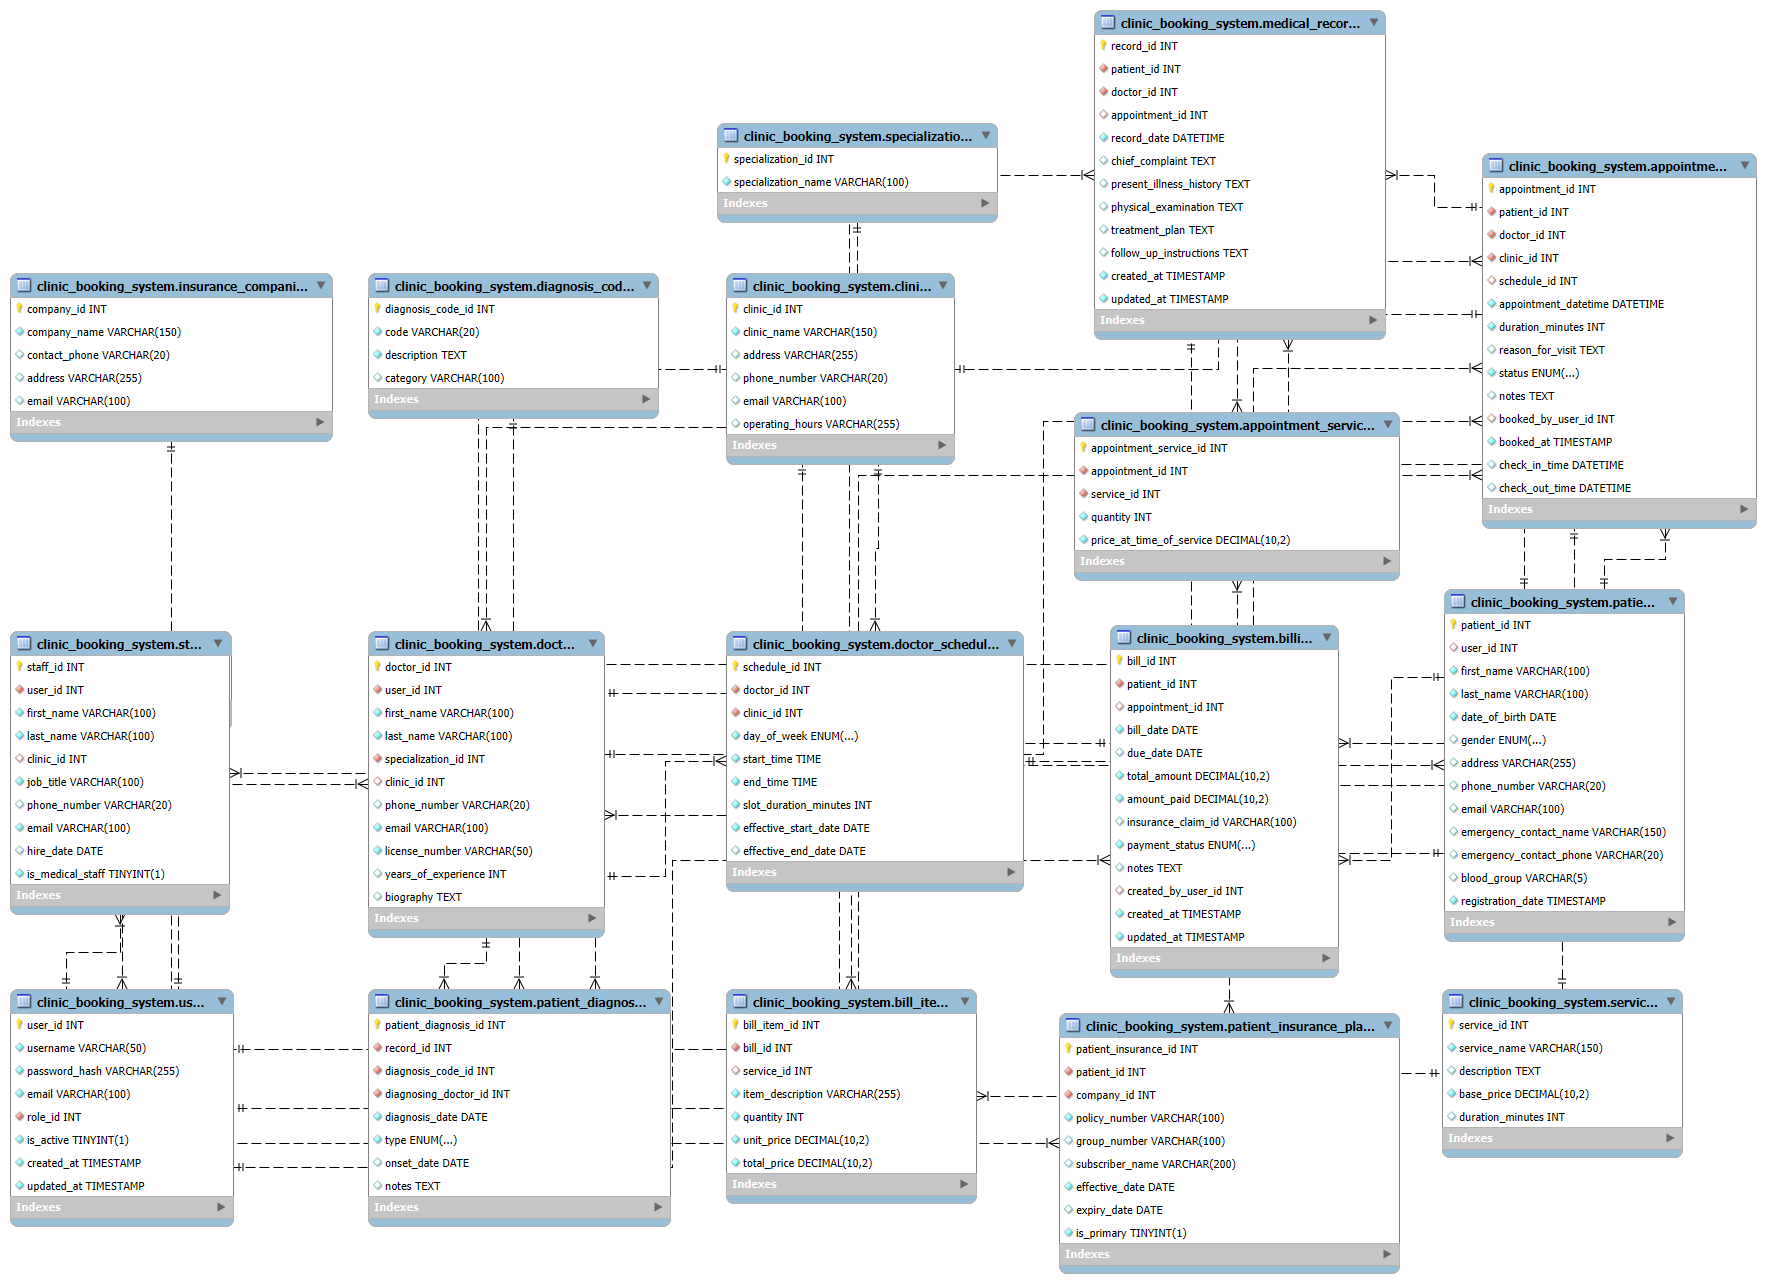 clinic_booking_system.medical_recor...
record_id INT
patient_id INT
doctor_id INT
appointment_id INT
record_date DATETIME
chief_complaint TEXT
present_illness_history TEXT
physical_examination TEXT
treatment_plan TEXT
follow_up_instructions TEXT
created_at TIMESTAMP
updated_at TIMESTAMP
Indexes
clinic_booking_system.specializatio...
specialization_id INT
specialization_name VARCHAR(100)
Indexes
clinic_booking_system.appointme...
appointment_id INT
patient_id INT
doctor_id INT
clinic_id INT
schedule_id INT
appointment_datetime DATETIME
duration_minutes INT
reason_for_visit TEXT
status ENUM(...)
notes TEXT
booked_by_user_id INT
booked_at TIMESTAMP
check_in_time DATETIME
check_out_time DATETIME
Indexes
clinic_booking_system.insurance_compani...
company_id INT
company_name VARCHAR(150)
contact_phone VARCHAR(20)
address VARCHAR(255)
email VARCHAR(100)
Indexes
clinic_booking_system.diagnosis_cod...
diagnosis_code_id INT
code VARCHAR(20)
description TEXT
category VARCHAR(100)
Indexes
clinic_booking_system.clini...
clinic_id INT
clinic_name VARCHAR(150)
address VARCHAR(255)
phone_number VARCHAR(20)
email VARCHAR(100)
operating_hours VARCHAR(255)
Indexes
clinic_booking_system.appointment_servic...
appointment_service_id INT
appointment_id INT
service_id INT
quantity INT
price_at_time_of_service DECIMAL(10,2)
Indexes
clinic_booking_system.st...
staff_id INT
user_id INT
first_name VARCHAR(100)
last_name VARCHAR(100)
clinic_id INT
job_title VARCHAR(100)
phone_number VARCHAR(20)
email VARCHAR(100)
hire_date DATE
is_medical_staff TINYINT(1)
Indexes
clinic_booking_system.doct...
doctor_id INT
user_id INT
first_name VARCHAR(100)
last_name VARCHAR(100)
specialization_id INT
clinic_id INT
phone_number VARCHAR(20)
email VARCHAR(100)
license_number VARCHAR(50)
years_of_experience INT
biography TEXT
Indexes
clinic_booking_system.doctor_schedul...
schedule_id INT
doctor_id INT
clinic_id INT
day_of_week ENUM(...)
start_time TIME
end_time TIME
slot_duration_minutes INT
effective_start_date DATE
effective_end_date DATE
Indexes
clinic_booking_system.billi...
bill_id INT
patient_id INT
appointment_id INT
bill_date DATE
due_date DATE
total_amount DECIMAL(10,2)
amount_paid DECIMAL(10,2)
insurance_claim_id VARCHAR(100)
payment_status ENUM(...)
notes TEXT
created_by_user_id INT
created_at TIMESTAMP
updated_at TIMESTAMP
Indexes
clinic_booking_system.patie...
patient_id INT
user_id INT
first_name VARCHAR(100)
last_name VARCHAR(100)
date_of_birth DATE
gender ENUM(...)
address VARCHAR(255)
phone_number VARCHAR(20)
email VARCHAR(100)
emergency_contact_name VARCHAR(150)
emergency_contact_phone VARCHAR(20)
blood_group VARCHAR(5)
registration_date TIMESTAMP
Indexes
clinic_booking_system.us...
user_id INT
username VARCHAR(50)
password_hash VARCHAR(255)
email VARCHAR(100)
role_id INT
is_active TINYINT(1)
created_at TIMESTAMP
updated_at TIMESTAMP
Indexes
clinic_booking_system.patient_diagnos...
patient_diagnosis_id INT
record_id INT
diagnosis_code_id INT
diagnosing_doctor_id INT
diagnosis_date DATE
type ENUM(...)
onset_date DATE
notes TEXT
Indexes
clinic_booking_system.bill_ite...
bill_item_id INT
bill_id INT
service_id INT
item_description VARCHAR(255)
quantity INT
unit_price DECIMAL(10,2)
total_price DECIMAL(10,2)
Indexes
clinic_booking_system.patient_insurance_pla...
patient_insurance_id INT
patient_id INT
company_id INT
policy_number VARCHAR(100)
group_number VARCHAR(100)
subscriber_name VARCHAR(200)
effective_date DATE
expiry_date DATE
is_primary TINYINT(1)
Indexes
clinic_booking_system.servic...
service_id INT
service_name VARCHAR(150)
description TEXT
base_price DECIMAL(10,2)
duration_minutes INT
Indexes